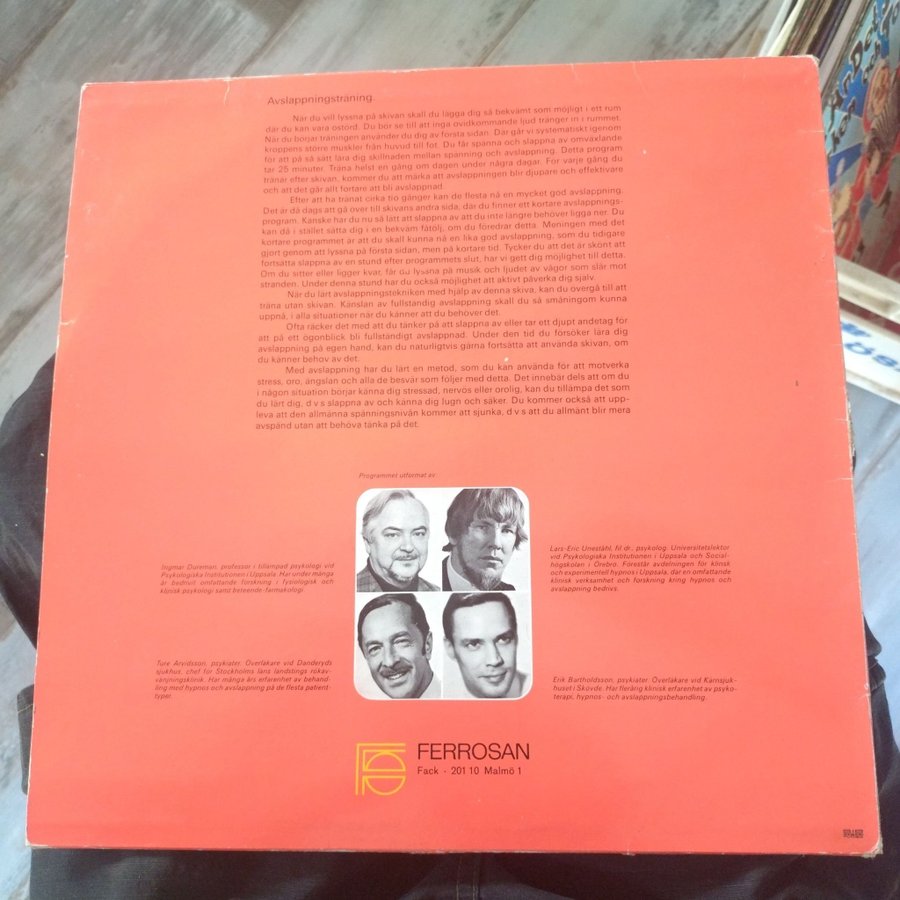 Avslappningsträning.
När du vill lyssna på skivan skall du lägga dig så bekvämt som möjligt i ett rum
där du kan vara ostörd. Du bör se till att inga ovidkommande ljud tränger in i rummet.
När du börjar träningen använder du dig av första sidan. Där går vi systematiskt igenom
kroppens större muskler från huvud till fot. Du får spänna och slappna av omväxlande
för att på så sätt lära dig skillnaden mellan spänning och avslappning. Detta program
tar 25 minuter. Träna helst en gång om dagen under några dagar. För varje gång du
tränar efter skivan, kommer du att märka att avslappningen blir djupare och effektivare
och att det går allt fortare att bli avslappnad.
Efter att ha tränat cirka tio gånger kan de flesta nå en mycket god avslappning.
Det är då dags att gå över till skivans andra sida, där du finner ett kortare avslappnings-
program. Kanske har du nu så lätt att slappna av att du inte längre behöver ligga ner. Du
kan då i stället sätta dig i en bekväm fåtölj, om du föredrar detta. Meningen med det
kortare programmet är att du skall kunna nå en lika god avslappning, som du tidigare
gjort genom att lyssna på första sidan, men på kortare tid. Tycker du att det är skönt att
fortsätta slappna av en stund efter programmets slut, har vi gett dig möjlighet till detta.
Om du sitter eller ligger kvar, får du lyssna på musik och ljudet av vågor som slår mot
stranden. Under denna stund har du också möjlighet att aktivt påverka dig själv.
När du lärt avslappningstekniken med hjälp av denna skiva, kan du övergå till att
träna utan skivan. Känslan av fullständig avslappning skall du så småningom kunna
uppnå, i alla situationer när du känner att du behöver det.
Ofta räcker det med att du tänker på att slappna av eller tar ett djupt andetag för
att på ett ögonblick bli fullständigt avslappnad. Under den tid du försöker lära dig
avslappning på egen hand, kan du naturligtvis gärna fortsätta att använda skivan, om
du känner behov av det.
Med avslappning har du lärt en metod, som du kan använda för att motverka
stress, oro, ängslan och alla de besvär som följer med detta. Det innebär dels att om du
i någon situation börjar känna dig stressad, nervös eller orolig, kan du tillämpa det som
du lärt dig, d v s slappna av och känna dig lugn och säker. Du kommer också att upp-
leva att den allmänna spänningsnivån kommer att sjunka, d v s att du allmänt blir mera
avspänd utan att behöva tänka på det.
Programmet utformat av:
Ingmar Dureman, professor i tillämpad psykologi vid
Psykologiska Institutionen i Uppsala. Har under många
år bedrivit omfattande forskning i fysiologisk och
klinisk psykologi samt beteende-farmakologi.
Lars-Eric Uneståhl, fil dr., psykolog. Universitetslektor
vid Psykologiska Institutionen i Uppsala och Social-
högskolan i Örebro. Förestår avdelningen för klinisk
och experimentell hypnos i Uppsala, där en omfattande
klinisk verksamhet och forskning kring hypnos och
avslappning bedrivs.
Ture Arvidsson, psykiater. Överläkare vid Danderyds
sjukhus, chef för Stockholms läns landstings rökav-
vänjningsklinik. Har många års erfarenhet av behand-
ling med hypnos och avslappning på de flesta patient-
typer.
Erik Bartholdsson, psykiater. Överläkare vid Kärnsjuk-
huset i Skövde. Har flerårig klinisk erfarenhet av psyko-
terapi, hypnos- och avslappningsbehandling.
FERROSAN
Fack - 201 10 Malmö 1